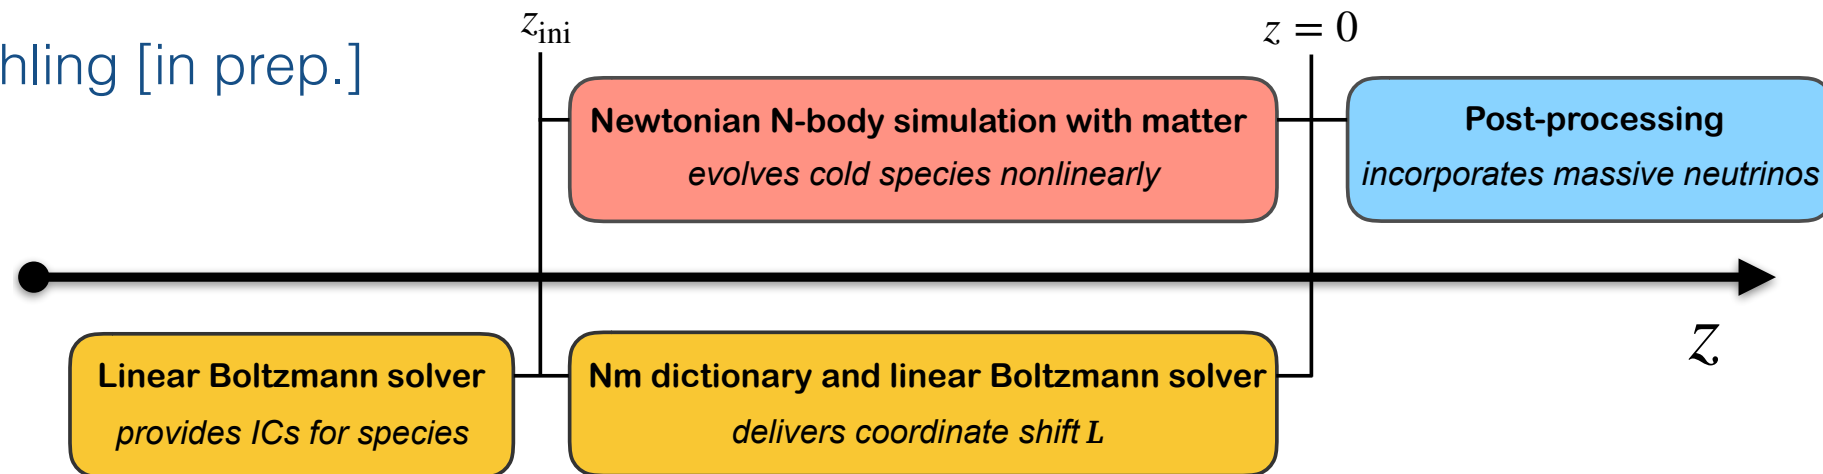 hling [in prep.]
z_ini
z = 0
Newtonian N-body simulation with matter
evolves cold species nonlinearly
Post-processing
incorporates massive neutrinos
z
Linear Boltzmann solver
provides ICs for species
Nm dictionary and linear Boltzmann solver
delivers coordinate shift L